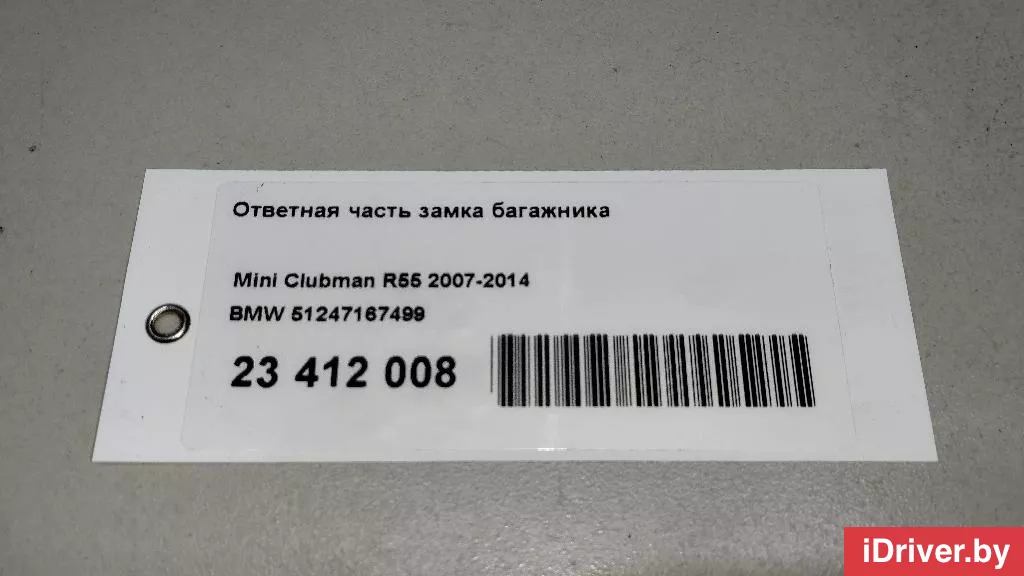 Ответная часть замка багажника
Mini Clubman R55 2007-2014
BMW 51247167499
23 412 008
iDriver.by